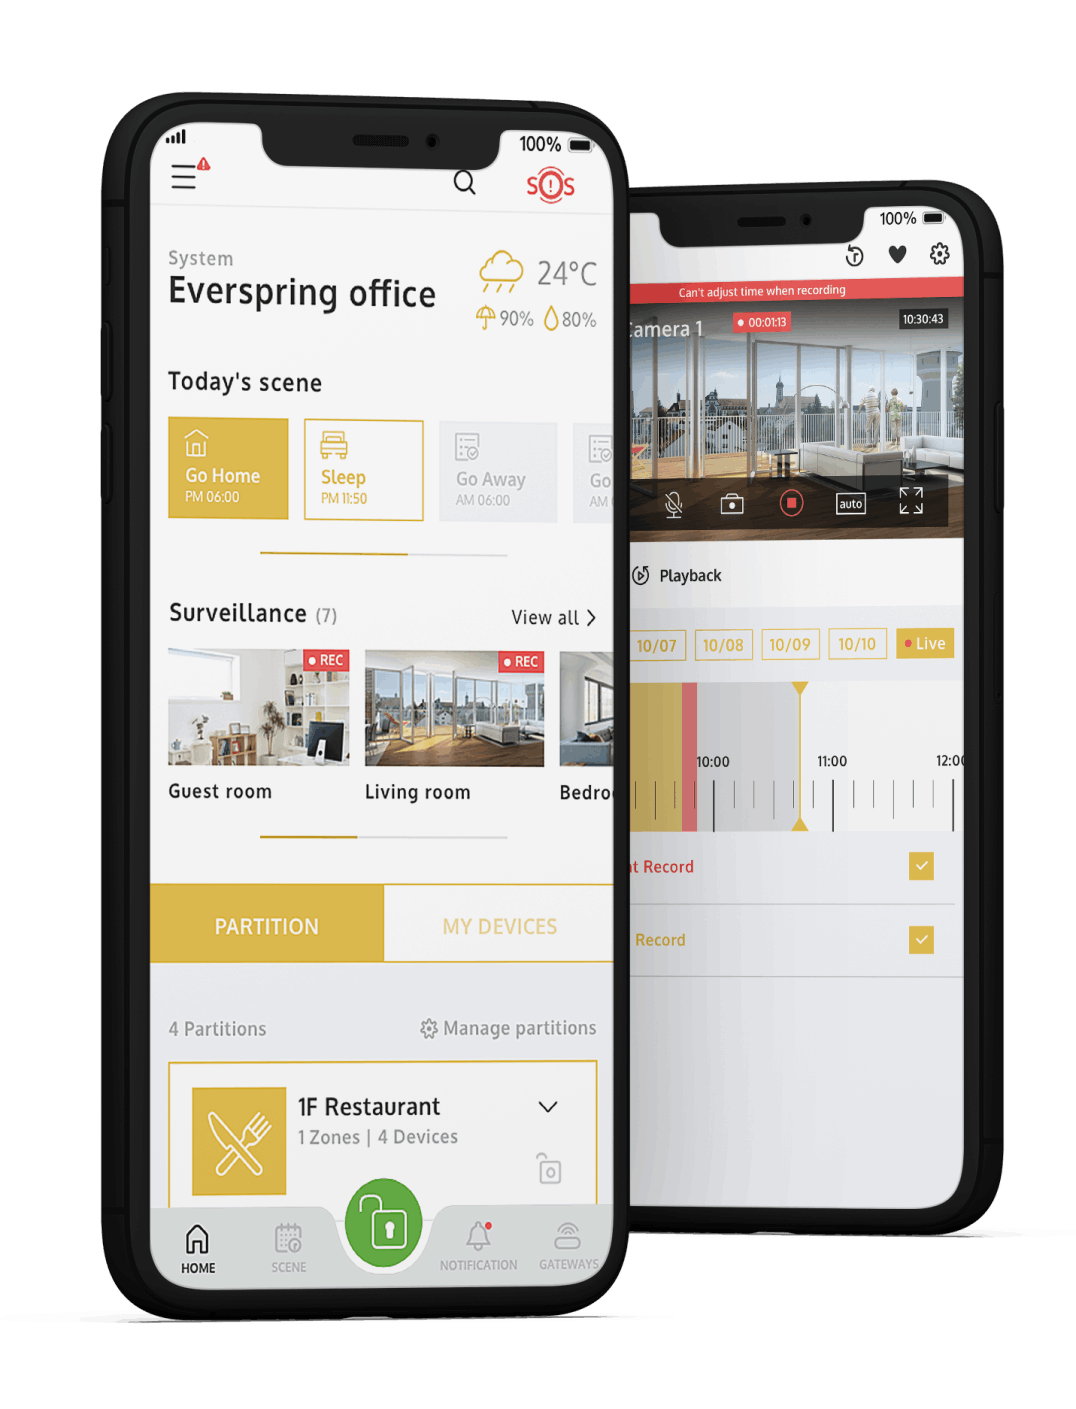 100%
SOS
System
Everspring office
24°C
90% 80%
Today's scene
Go Home
PM 06:00
Sleep
PM 11:50
Go Away
AM 06:00
Go
AM
Surveillance (7)
View all
REC
REC
Guest room
Living room
Bedro
PARTITION
MY DEVICES
4 Partitions
Manage partitions
1F Restaurant
1 Zones | 4 Devices
HOME
SCENE
NOTIFICATION
GATEWAYS
100%
Can't adjust time when recording
Camera 1
00:01:13
10:30:43
auto
Playback
10/07
10/08
10/09
10/10
Live
10:00
11:00
12:00
nt Record
Record